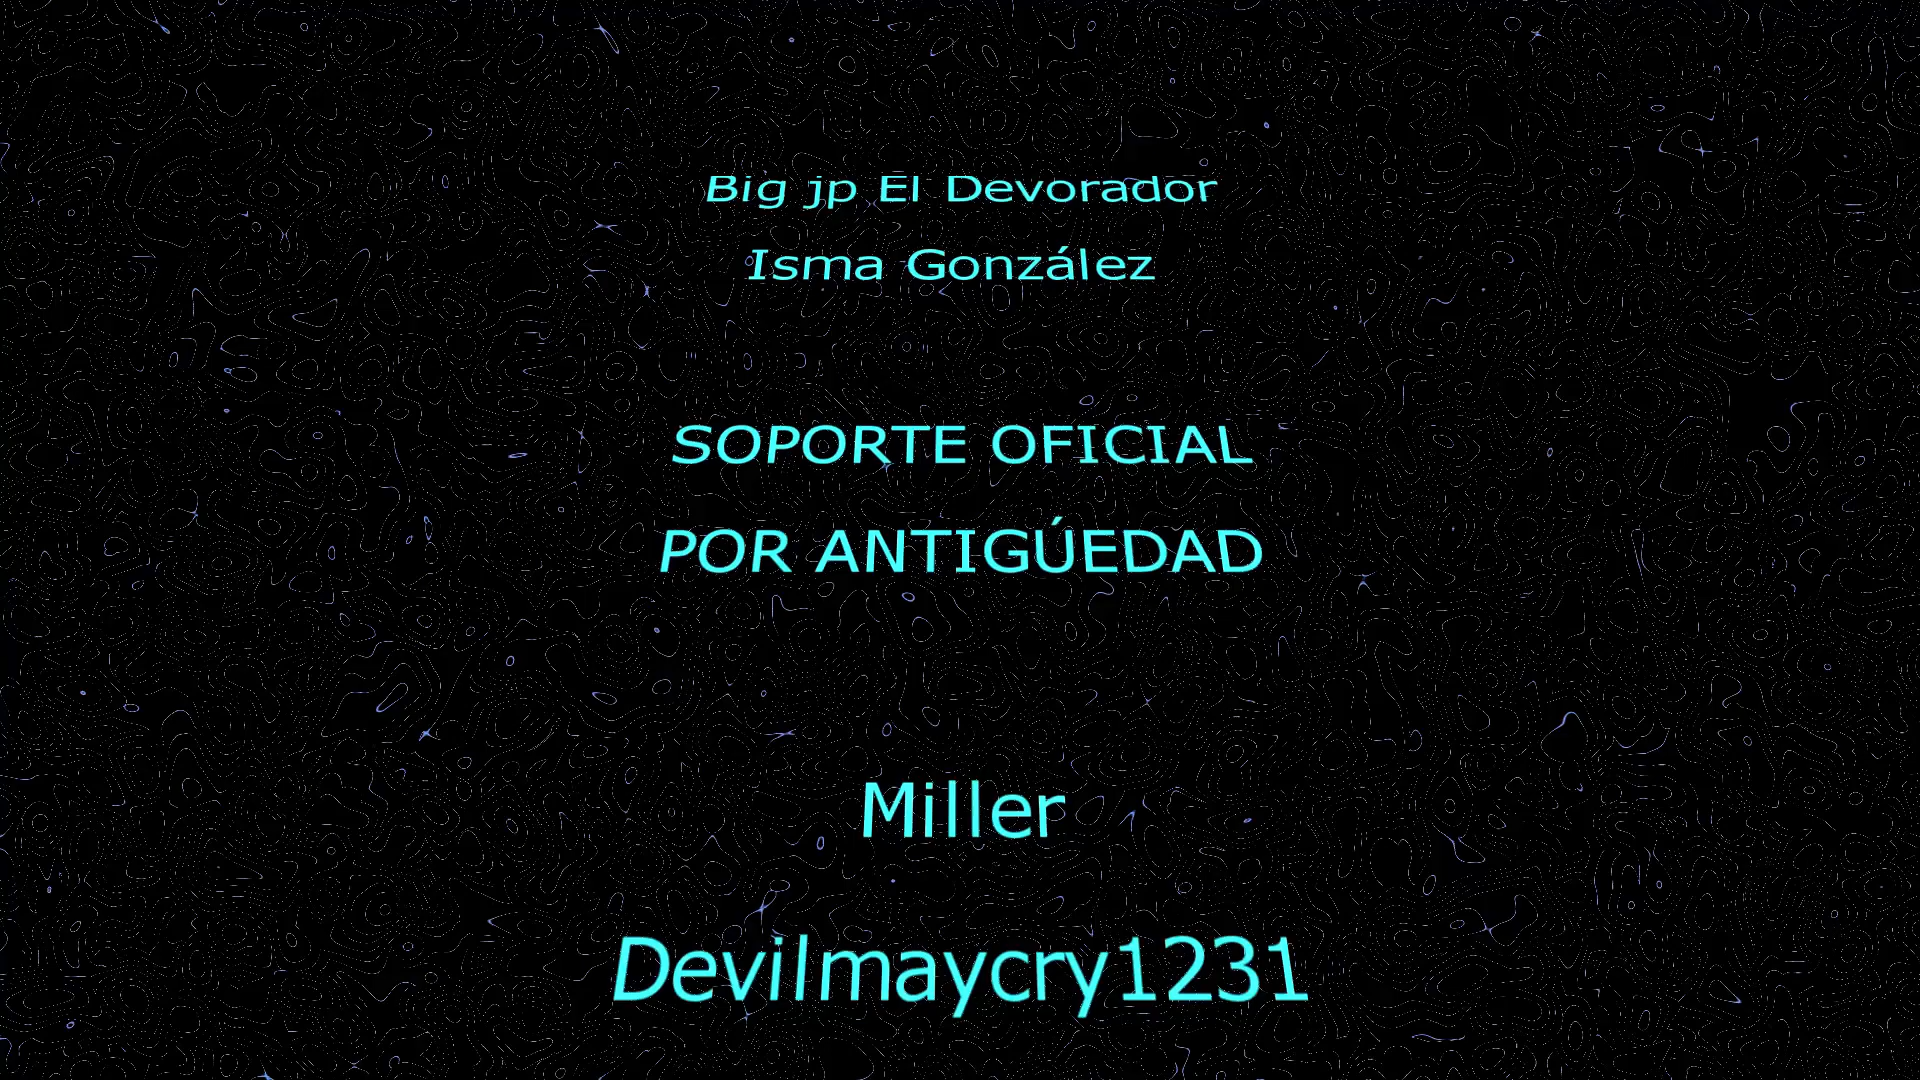 Big jp El Devorador
Isma González
SOPORTE OFICIAL
POR ANTIGÚEDAD
Miller
Devilmaycry1231